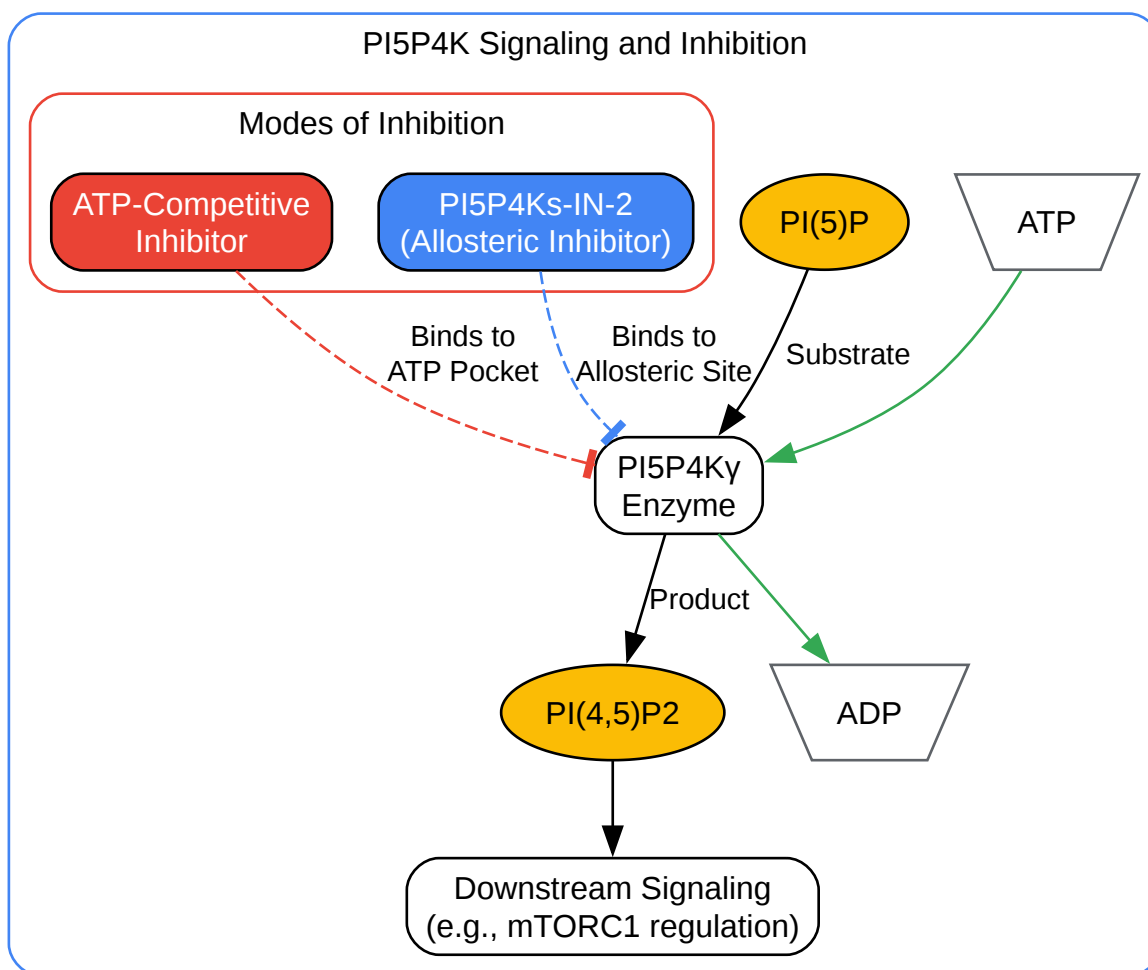 PI5P4K Signaling and Inhibition
Modes of Inhibition
ATP-Competitive
Inhibitor
PI5P4Ks-IN-2
(Allosteric Inhibitor)
PI(5)P
ATP
Binds to
ATP Pocket
Binds to
Allosteric Site
Substrate
PI5P4Kγ
Enzyme
Product
PI(4,5)P2
ADP
Downstream Signaling
(e.g., mTORC1 regulation)